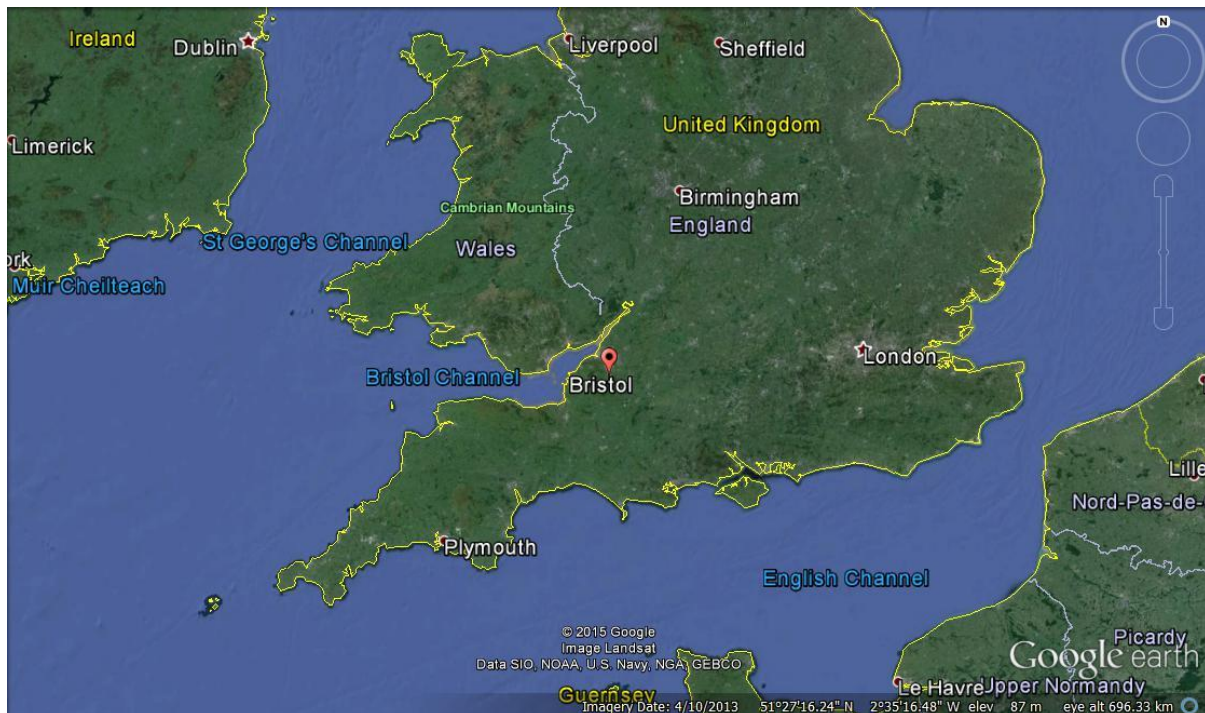 N
Ireland
Dublin
Liverpool
Sheffield
United Kingdom
Limerick
Birmingham
England
Cambrian Mountains
Wales
St George's Channel
ork
Muir Cheilteach
London
Bristol Channel
Bristol
Lille
Nord-Pas-de-
Plymouth
English Channel
© 2015 Google
Image Landsat
Data SIO, NOAA, U.S. Navy, NGA, GEBCO
Picardy
Google earth
Guernsey
Le Havre
Upper Normandy
Imagery Date: 4/10/2013 51°27'16.24" N 2°35'16.48" W elev 87 m eye alt 696.33 km